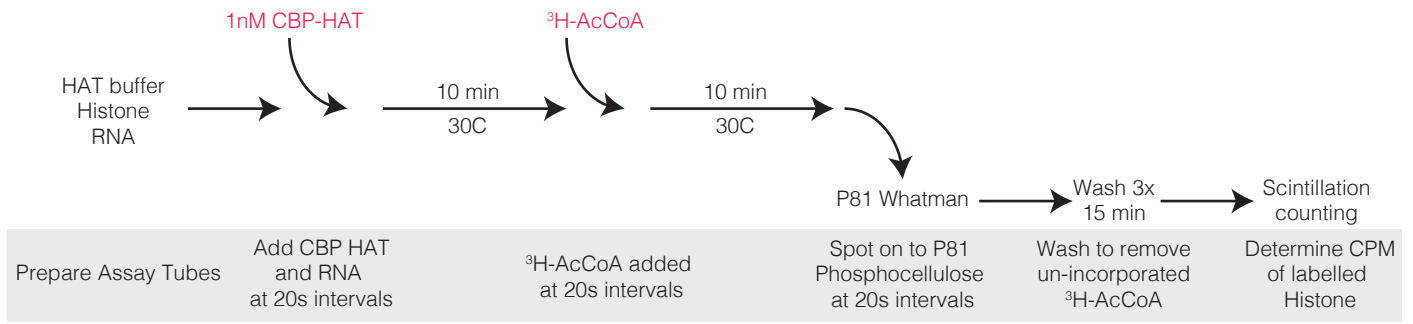 1nM CBP-HAT
³H-AcCoA
HAT buffer
Histone
RNA
10 min
30C
10 min
30C
P81 Whatman
Wash 3x
15 min
Scintillation
counting
Prepare Assay Tubes
Add CBP HAT
and RNA
at 20s intervals
³H-AcCoA added
at 20s intervals
Spot on to P81
Phosphocellulose
at 20s intervals
Wash to remove
un-incorporated
³H-AcCoA
Determine CPM
of labelled
Histone